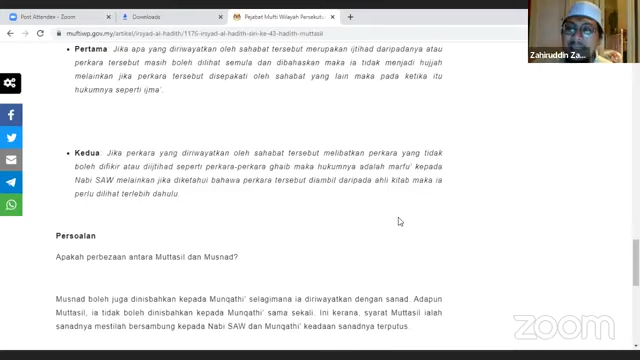 Post Attendee - Zoom
Downloads
Pejabat Mufti Wilayah Persekutu
muftiwp.gov.my/artikel/irsyad-al-hadith/1176-irsyad-al-hadith-siri-ke-43-hadith-muttasil
Zahiruddin Za...
Pertama: Jika apa yang diriwayatkan oleh sahabat tersebut merupakan ijtihad daripadanya atau
perkara tersebut masih boleh dilihat semula dan dibahaskan maka ia tidak menjadi hujjah
melainkan jika perkara tersebut disepakati oleh sahabat yang lain maka pada ketika itu
hukumnya seperti ijma'.
Kedua: Jika perkara yang diriwayatkan oleh sahabat tersebut melibatkan perkara yang tidak
boleh difikir atau diijtihad seperti perkara-perkara ghaib maka hukumnya adalah marfu' kepada
Nabi SAW melainkan jika diketahui bahawa perkara tersebut diambil daripada ahli kitab maka ia
perlu dilihat terlebih dahulu.
Persoalan
Apakah perbezaan antara Muttasil dan Musnad?
Musnad boleh juga dinisbahkan kepada Munqathi' selagimana ia diriwayatkan dengan sanad. Adapun
Muttasil, ia tidak boleh dinisbahkan kepada Munqathi' sama sekali. Ini kerana, syarat Muttasil ialah
sanadnya mestilah bersambung kepada Nabi SAW dan Munqathi' keadaan sanadnya terputus.
zoom